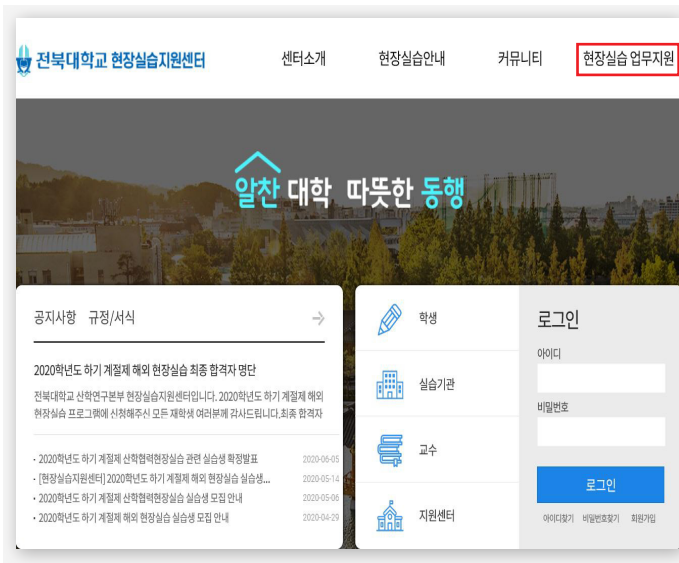 전북대학교 현장실습지원센터
센터소개 현장실습안내 커뮤니티 현장실습 업무지원
알찬 대학 따뜻한 동행
공지사항 규정/서식
2020학년도 하기 계절제 해외 현장실습 최종 합격자 명단
전북대학교 산학연구본부 현장실습지원센터입니다. 2020학년도 하기 계절제 해외
현장실습 프로그램에 신청해주신 모든 재학생 여러분께 감사드립니다.최종 합격자
· 2020학년도 하기 계절제 산학협력현장실습 관련 실습생 확정발표 2020-06-05
· [현장실습지원센터] 2020학년도 하기 계절제 해외 현장실습 실습생... 2020-05-14
· 2020학년도 하기 계절제 산학협력현장실습 실습생 모집 안내 2020-05-06
· 2020학년도 하기 계절제 해외 현장실습 실습생 모집 안내 2020-04-29
학생
실습기관
교수
지원센터
로그인
아이디
비밀번호
로그인
아이디찾기 비밀번호찾기 회원가입